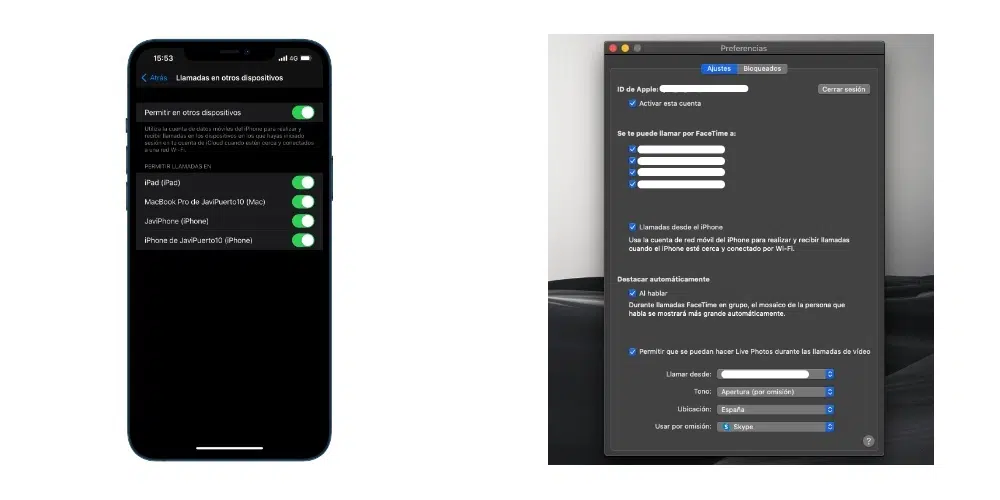 15:53
4G
Atrás
Llamadas en otros dispositivos
Permitir en otros dispositivos
Utiliza la cuenta de datos móviles del iPhone para realizar y
recibir llamadas en los dispositivos en los que hayas iniciado
sesión en tu cuenta de iCloud cuando estén cerca y conectados
a una red Wi-Fi.
PERMITIR LLAMADAS EN
iPad (iPad)
MacBook Pro de JaviPuerto10 (Mac)
JaviPhone (iPhone)
iPhone de JaviPuerto10 (iPhone)
Preferencias
Ajustes
Bloqueados
ID de Apple:
Cerrar sesión
Activar esta cuenta
Se te puede llamar por FaceTime a:
Llamadas desde el iPhone
Usa la cuenta de red móvil del iPhone para realizar y recibir llamadas
cuando el iPhone esté cerca y conectado por Wi-Fi.
Destacar automáticamente
Al hablar
Durante llamadas FaceTime en grupo, el mosaico de la persona que
habla se mostrará más grande automáticamente.
Permitir que se puedan hacer Live Photos durante las llamadas de vídeo
Llamar desde:
Tono: Apertura (por omisión)
Ubicación: España
Usar por omisión: S Skype
?